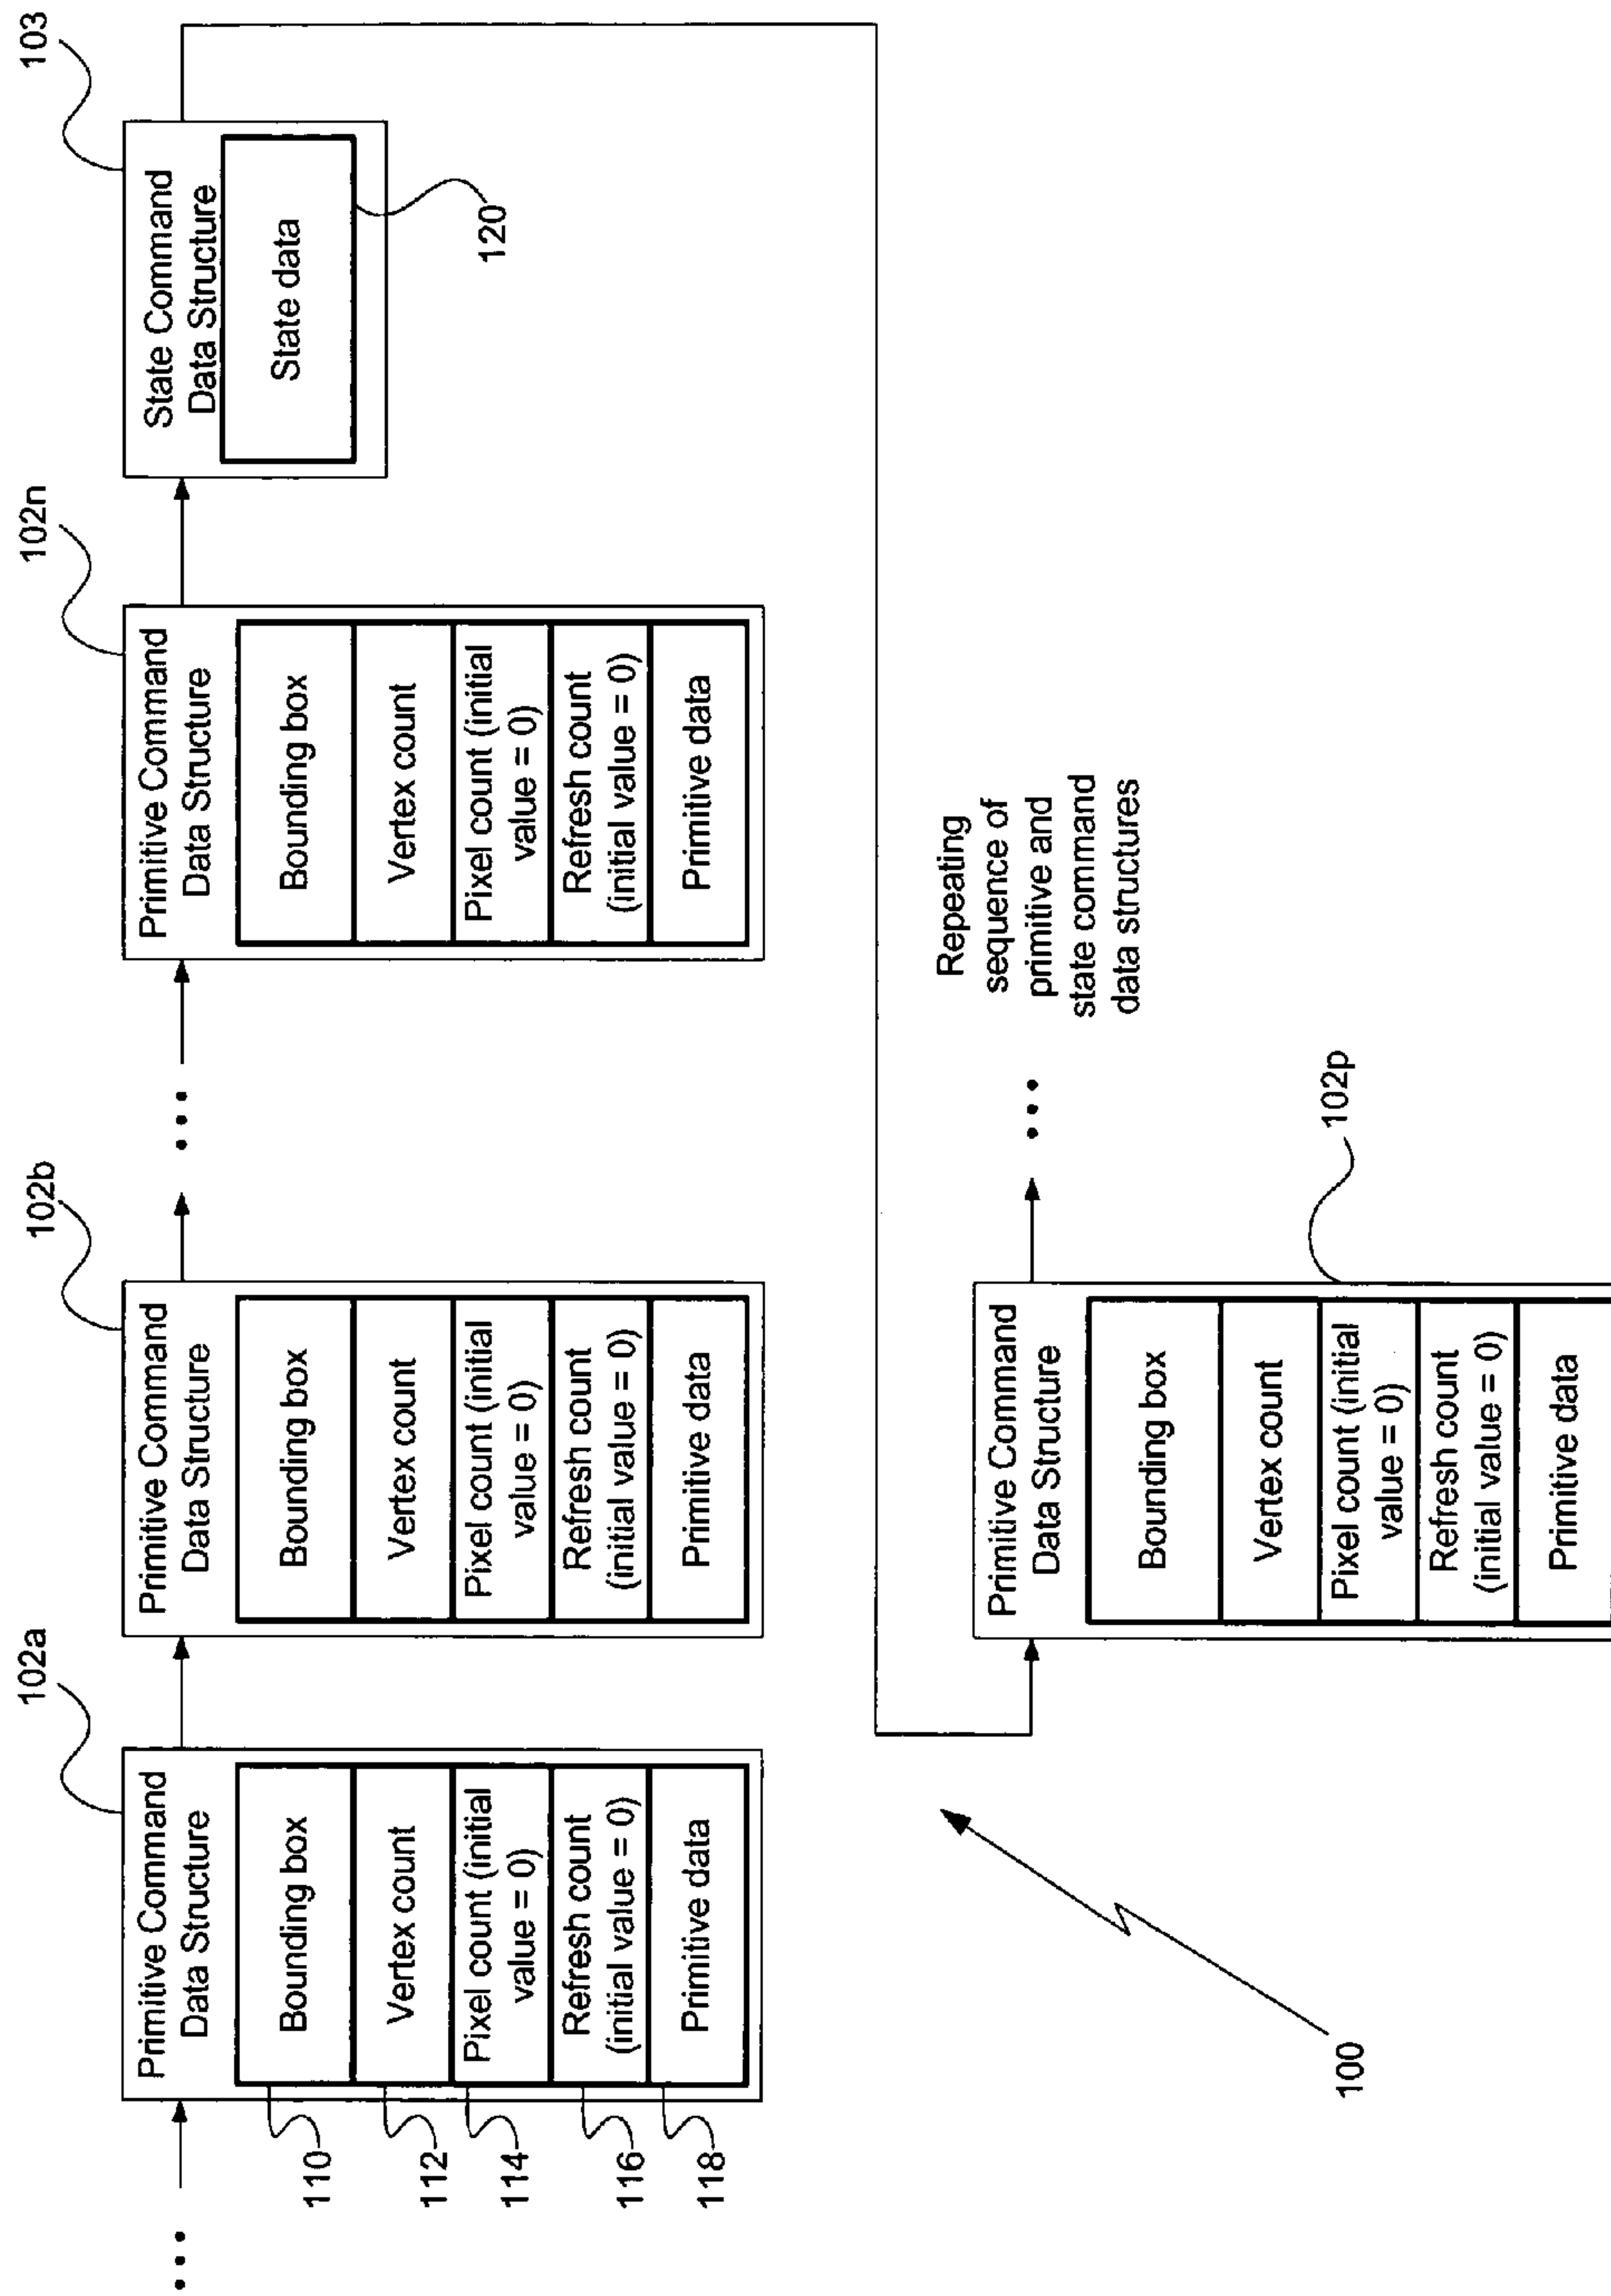 102a
102b
102n
103
Primitive Command
Data Structure
Bounding box
Vertex count
Pixel count (initial
value = 0)
Refresh count
(initial value = 0)
Primitive data
110
112
114
116
118
Primitive Command
Data Structure
Bounding box
Vertex count
Pixel count (initial
value = 0)
Refresh count
(initial value = 0)
Primitive data
Primitive Command
Data Structure
Bounding box
Vertex count
Pixel count (initial
value = 0)
Refresh count
(initial value = 0)
Primitive data
State Command
Data Structure
State data
120
Primitive Command
Data Structure
Bounding box
Vertex count
Pixel count (initial
value = 0)
Refresh count
(initial value = 0)
Primitive data
102p
Repeating
sequence of
primitive and
state command
data structures
100